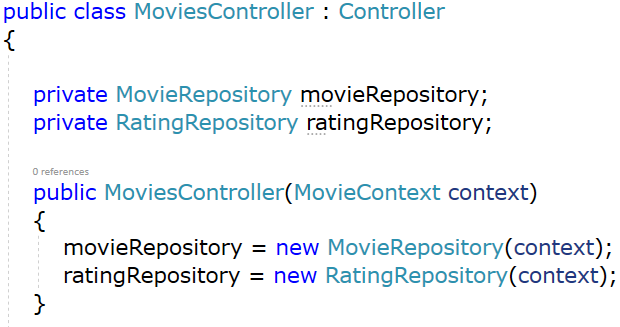 public class MoviesController : Controller
{
private MovieRepository movieRepository;
private RatingRepository ratingRepository;
0 references
public MoviesController(MovieContext context)
{
movieRepository = new MovieRepository(context);
ratingRepository = new RatingRepository(context);
}